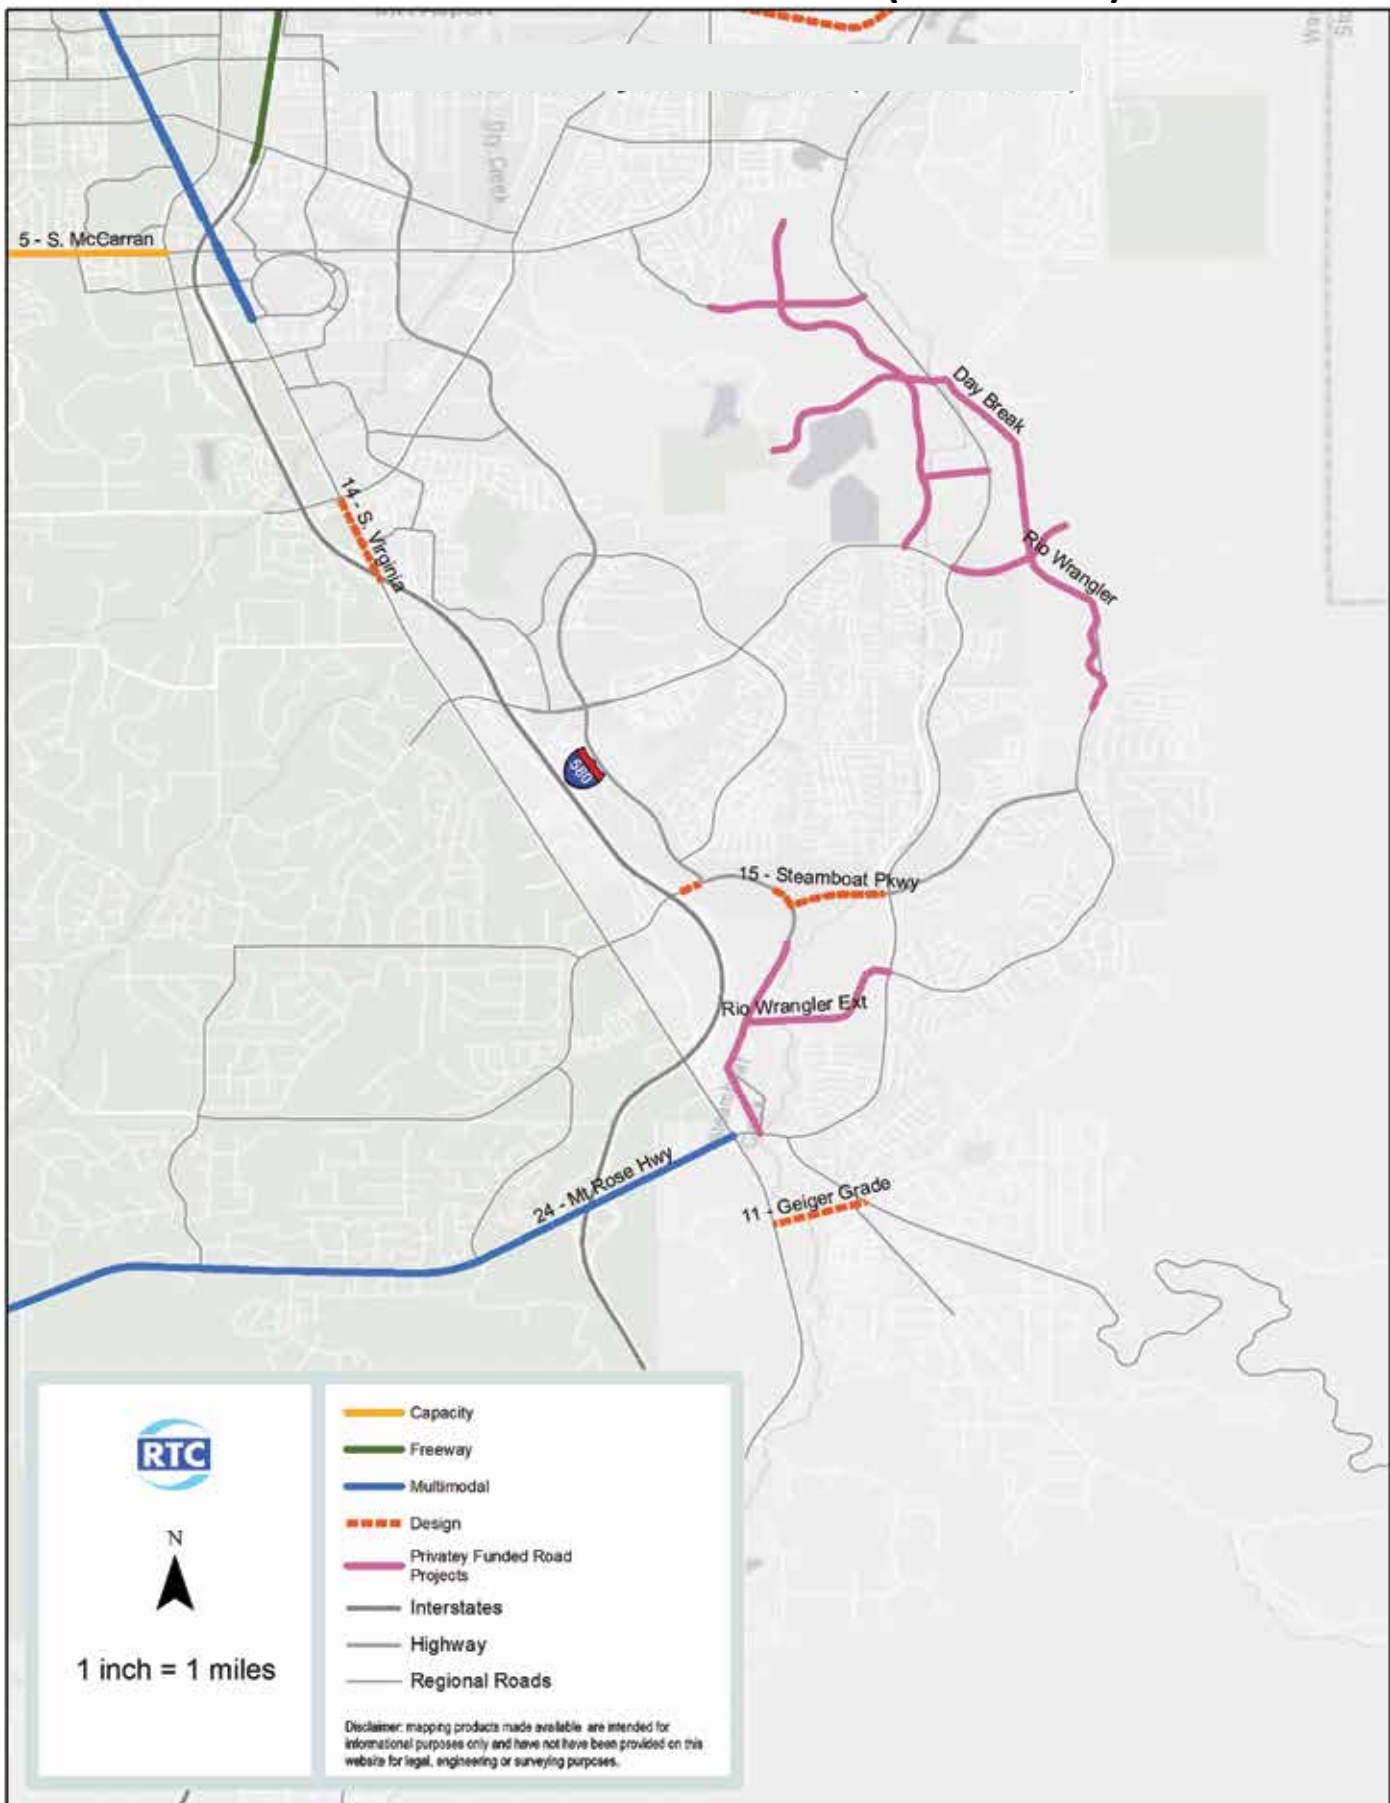 Dry Creek
5 - S. McCarran
Day Break
14 - S. Virginia
Rio Wrangler
580
15 - Steamboat Pkwy
Rio Wrangler Ext
24 - Mt Rose Hwy
11 - Geiger Grade
RTC
N
1 inch = 1 miles
Capacity
Freeway
Multimodal
Design
Privatey Funded Road
Projects
Interstates
Highway
Regional Roads
Disclaimer: mapping products made available are intended for
informational purposes only and have not have been provided on this
website for legal, engineering or surveying purposes.